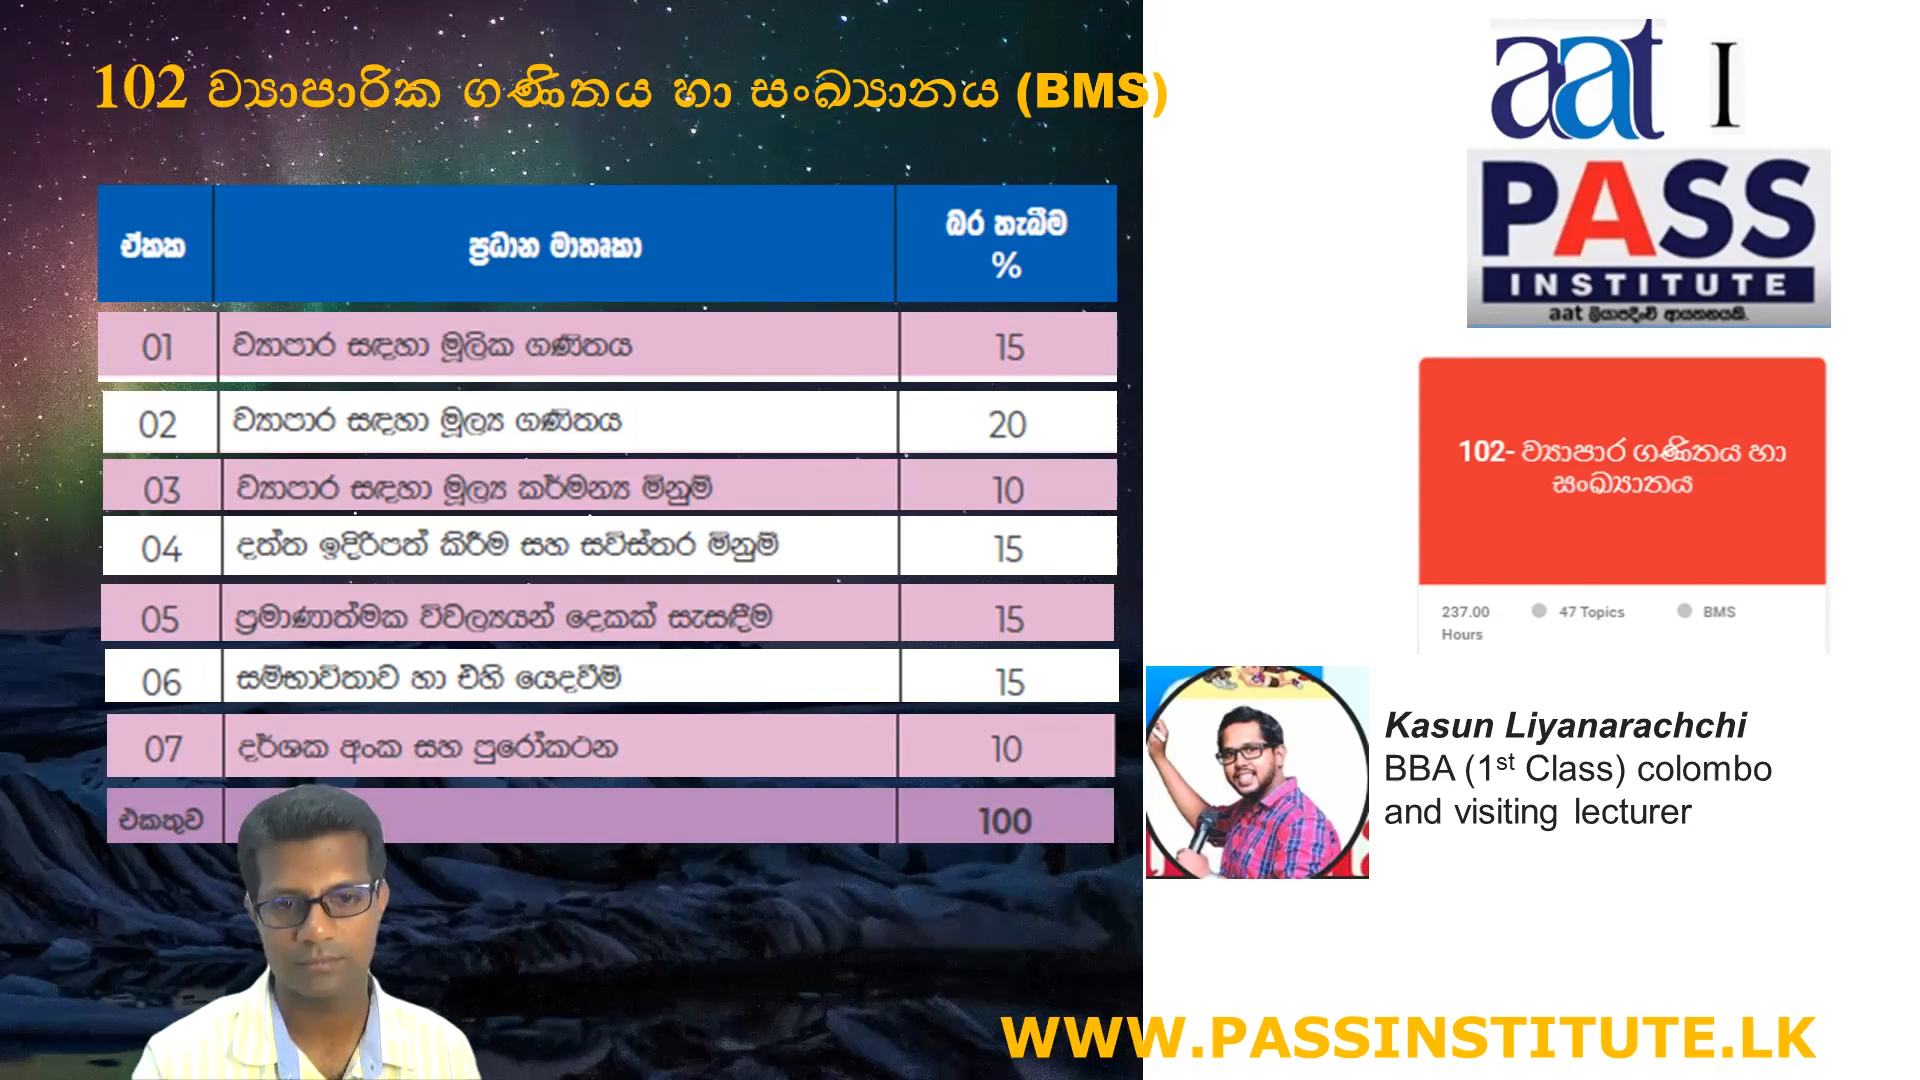 102 ව්‍යාපාරික ගණිතය හා සංඛ්‍යානය (BMS)
ඒකක
ප්‍රධාන මාතෘකා
බර තැබීම
%
01 ව්‍යාපාර සඳහා මූලික ගණිතය 15
02 ව්‍යාපාර සඳහා මූල්‍ය ගණිතය 20
03 ව්‍යාපාර සඳහා මූල්‍ය කර්මන්‍ය මිනුම් 10
04 දත්ත ඉදිරිපත් කිරීම සහ සවිස්තර මිනුම් 15
05 ප්‍රමාණාත්මක විචල්‍යයන් දෙකක් සැසඳීම 15
06 සම්භාවිතාව හා එහි යෙදවීම් 15
07 දර්ශක අංක සහ පුරෝකථන 10
එකතුව 100
aat I
PASS
INSTITUTE
aat ලියාපදිංචි ආයතනයකි.
102- ව්‍යාපාර ගණිතය හා
සංඛ්‍යානය
237.00
Hours
47 Topics
BMS
Kasun Liyanarachchi
BBA (1st Class) colombo
and visiting lecturer
WWW.PASSINSTITUTE.LK